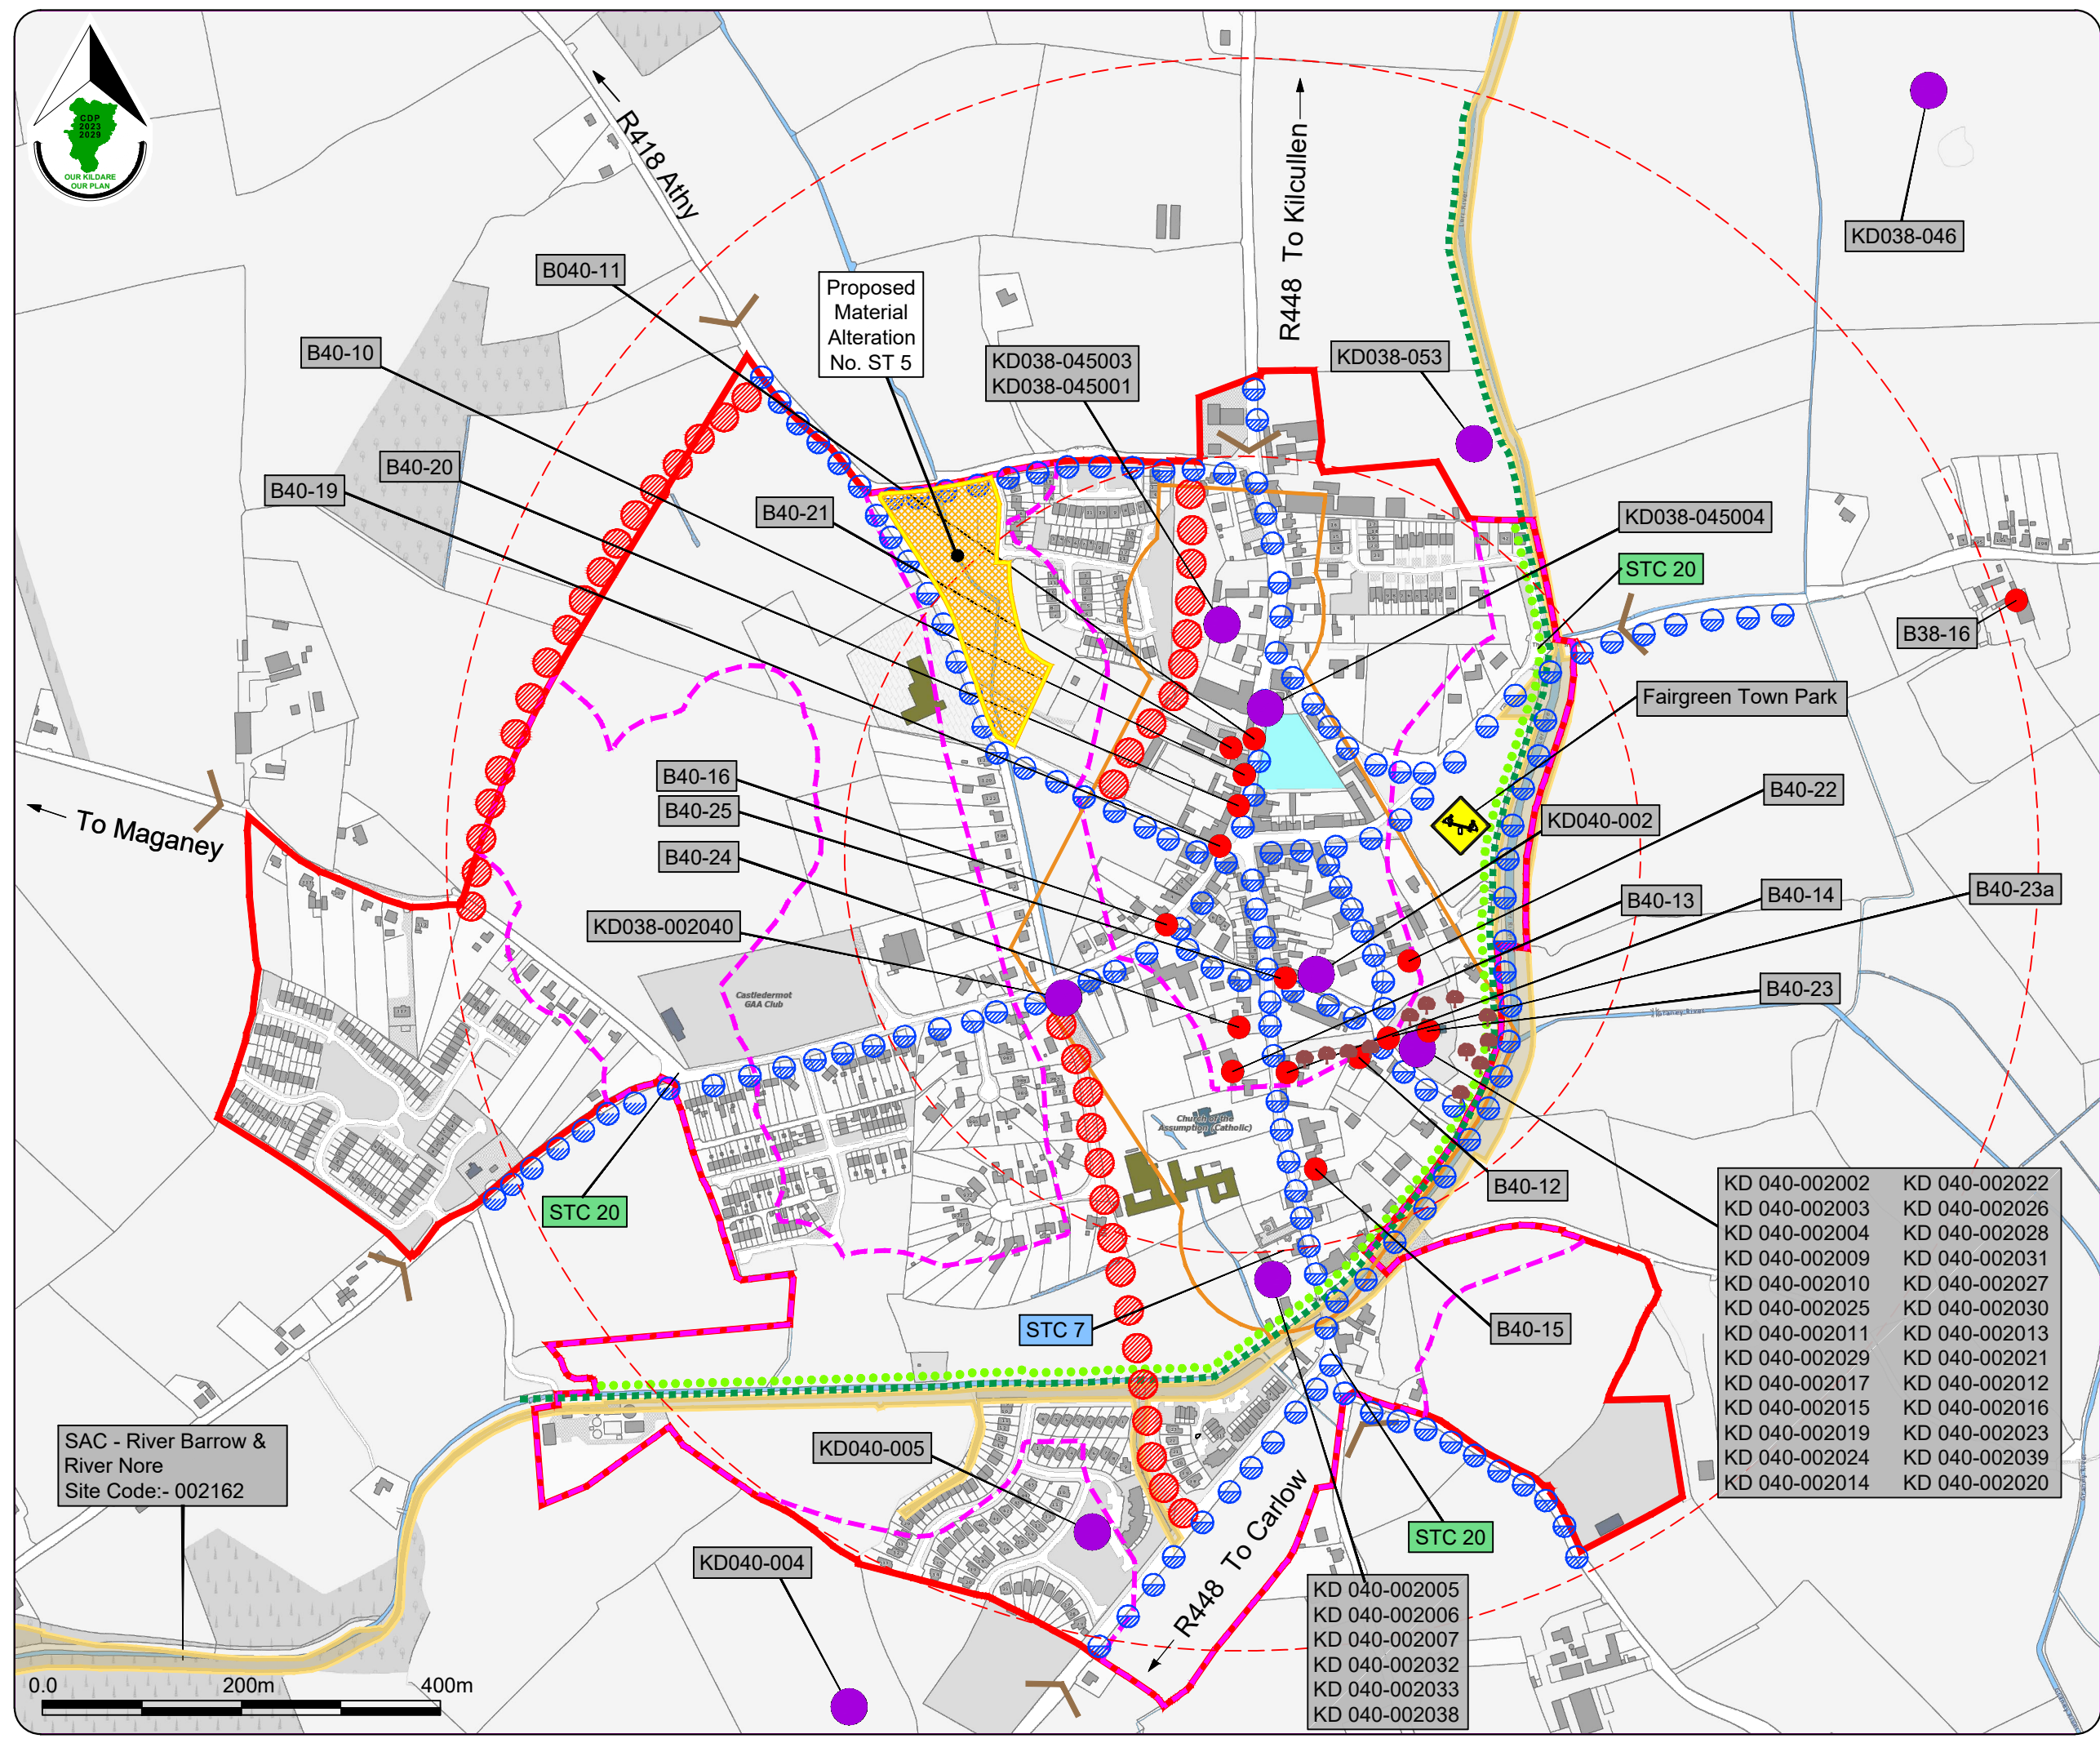 CDP
2023
2029
OUR KILDARE
OUR PLAN
R418 Athy
R448 To Kilcullen
KD038-046
B040-11
Proposed
Material
Alteration
No. ST 5
B40-10
KD038-045003
KD038-045001
KD038-053
B40-20
B40-19
B40-21
KD038-045004
STC 20
B38-16
Fairgreen Town Park
B40-16
B40-25
B40-24
B40-22
KD040-002
To Maganey
B40-13
B40-14
B40-23a
KD038-002040
B40-23
Castledermot
GAA Club
Church of the
Assumption (Catholic)
B40-12
STC 20
KD 040-002002 KD 040-002022
KD 040-002003 KD 040-002026
KD 040-002004 KD 040-002028
KD 040-002009 KD 040-002031
KD 040-002010 KD 040-002027
KD 040-002025 KD 040-002030
KD 040-002011 KD 040-002013
KD 040-002029 KD 040-002021
KD 040-002017 KD 040-002012
KD 040-002015 KD 040-002016
KD 040-002019 KD 040-002023
KD 040-002024 KD 040-002039
KD 040-002014 KD 040-002020
STC 7
B40-15
SAC - River Barrow &
River Nore
Site Code:- 002162
KD040-005
STC 20
R448 To Carlow
KD040-004
KD 040-002005
KD 040-002006
KD 040-002007
KD 040-002032
KD 040-002033
KD 040-002038
0.0 200m 400m